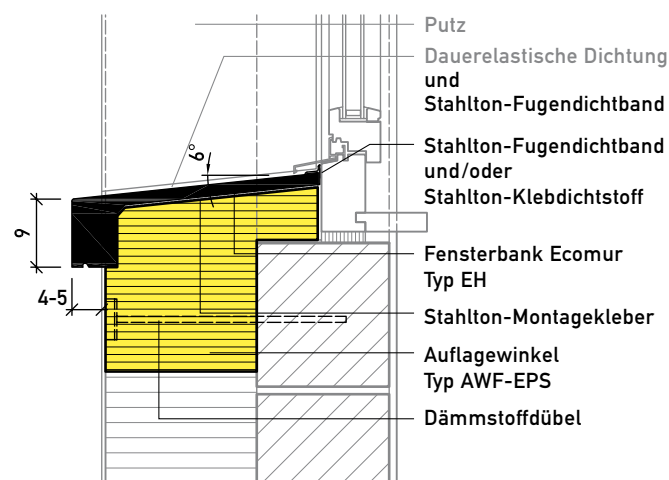 Putz
Dauerelastische Dichtung
und
Stahlton-Fugendichtband
6°
Stahlton-Fugendichtband
und/oder
Stahlton-Klebdichtstoff
9
Fensterbank Ecomur
Typ EH
4-5
Stahlton-Montagekleber
Auflagewinkel
Typ AWF-EPS
Dämmstoffdübel